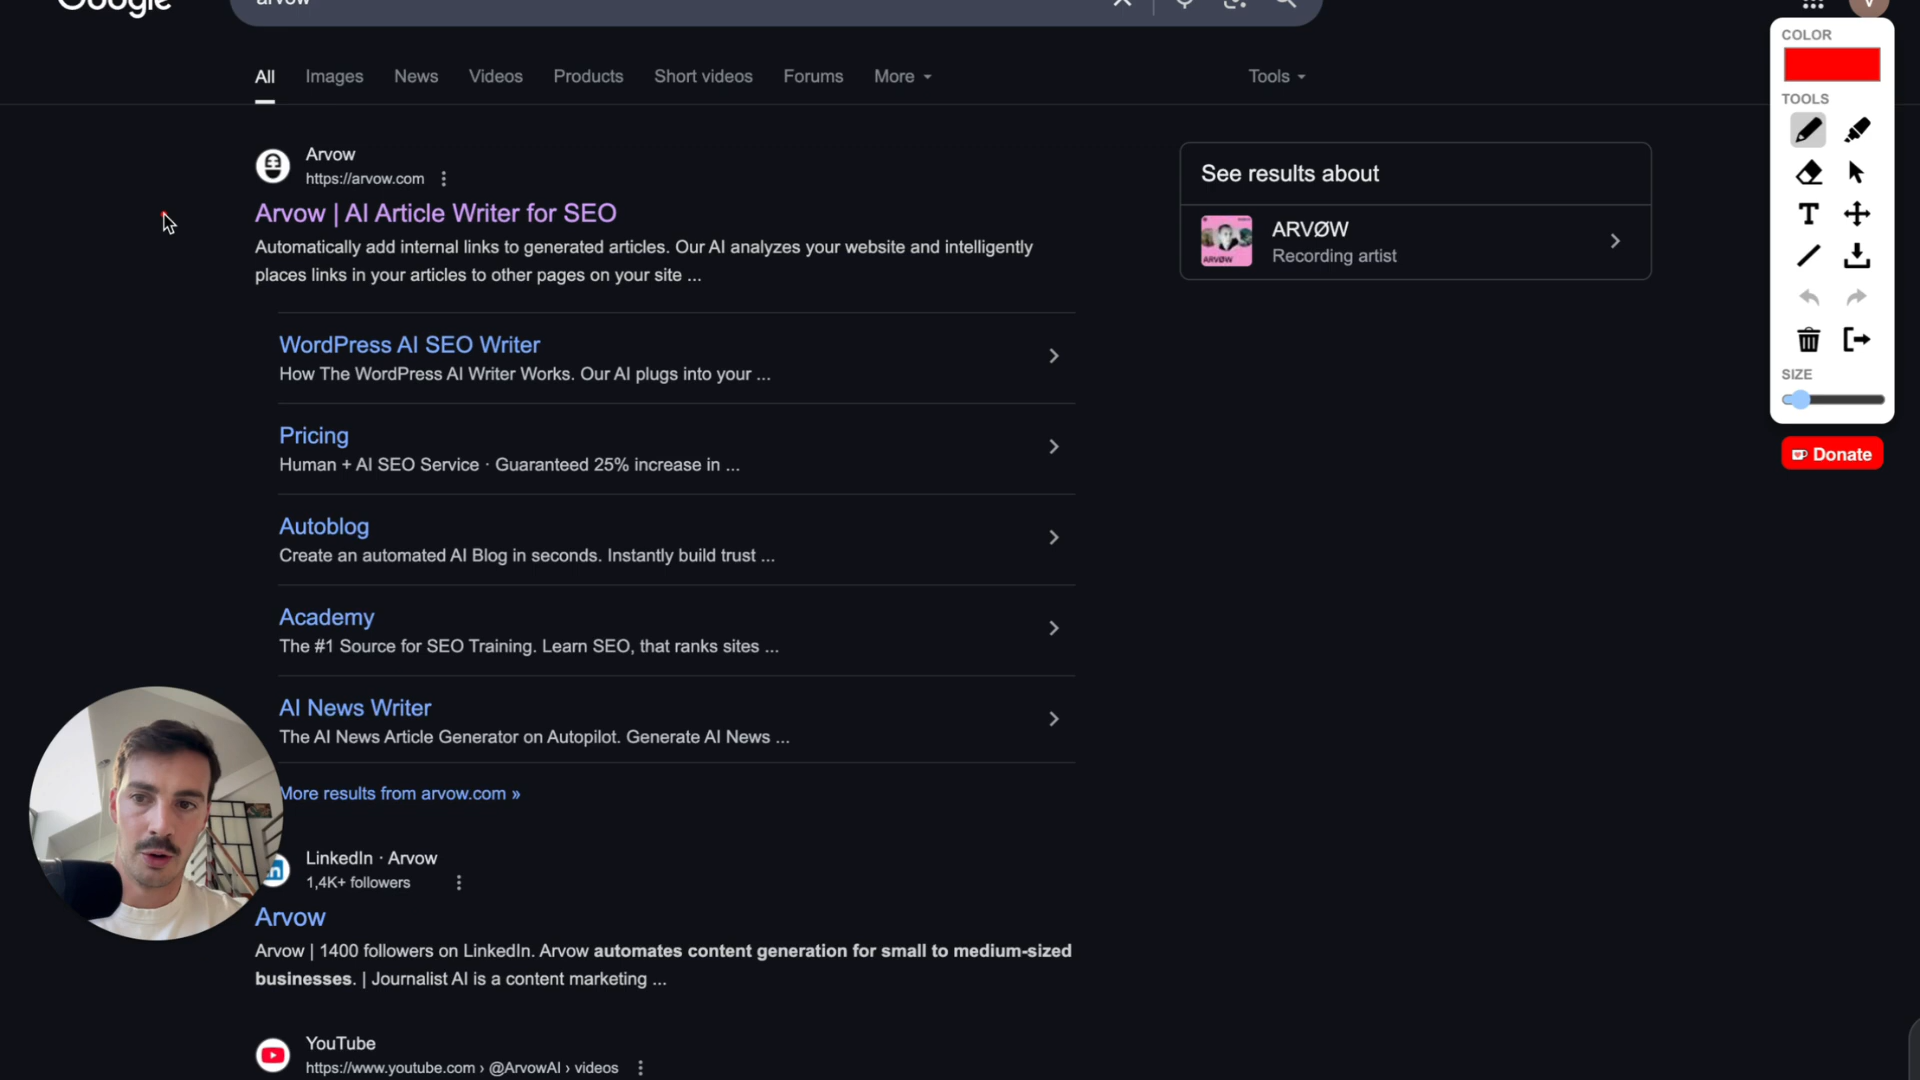 Google
arvow
All Images News Videos Products Short videos Forums More Tools
Arvow
https://arvow.com
Arvow | AI Article Writer for SEO
Automatically add internal links to generated articles. Our AI analyzes your website and intelligently
places links in your articles to other pages on your site ...
WordPress AI SEO Writer
How The WordPress AI Writer Works. Our AI plugs into your ...
Pricing
Human + AI SEO Service · Guaranteed 25% increase in ...
Autoblog
Create an automated AI Blog in seconds. Instantly build trust ...
Academy
The #1 Source for SEO Training. Learn SEO, that ranks sites ...
AI News Writer
The AI News Article Generator on Autopilot. Generate AI News ...
More results from arvow.com »
LinkedIn · Arvow
1,4K+ followers
Arvow
Arvow | 1400 followers on LinkedIn. Arvow automates content generation for small to medium-sized
businesses. | Journalist AI is a content marketing ...
YouTube
https://www.youtube.com › @ArvowAI › videos
See results about
ARVØW
Recording artist
ARVØW
V
COLOR
TOOLS
T
SIZE
Donate